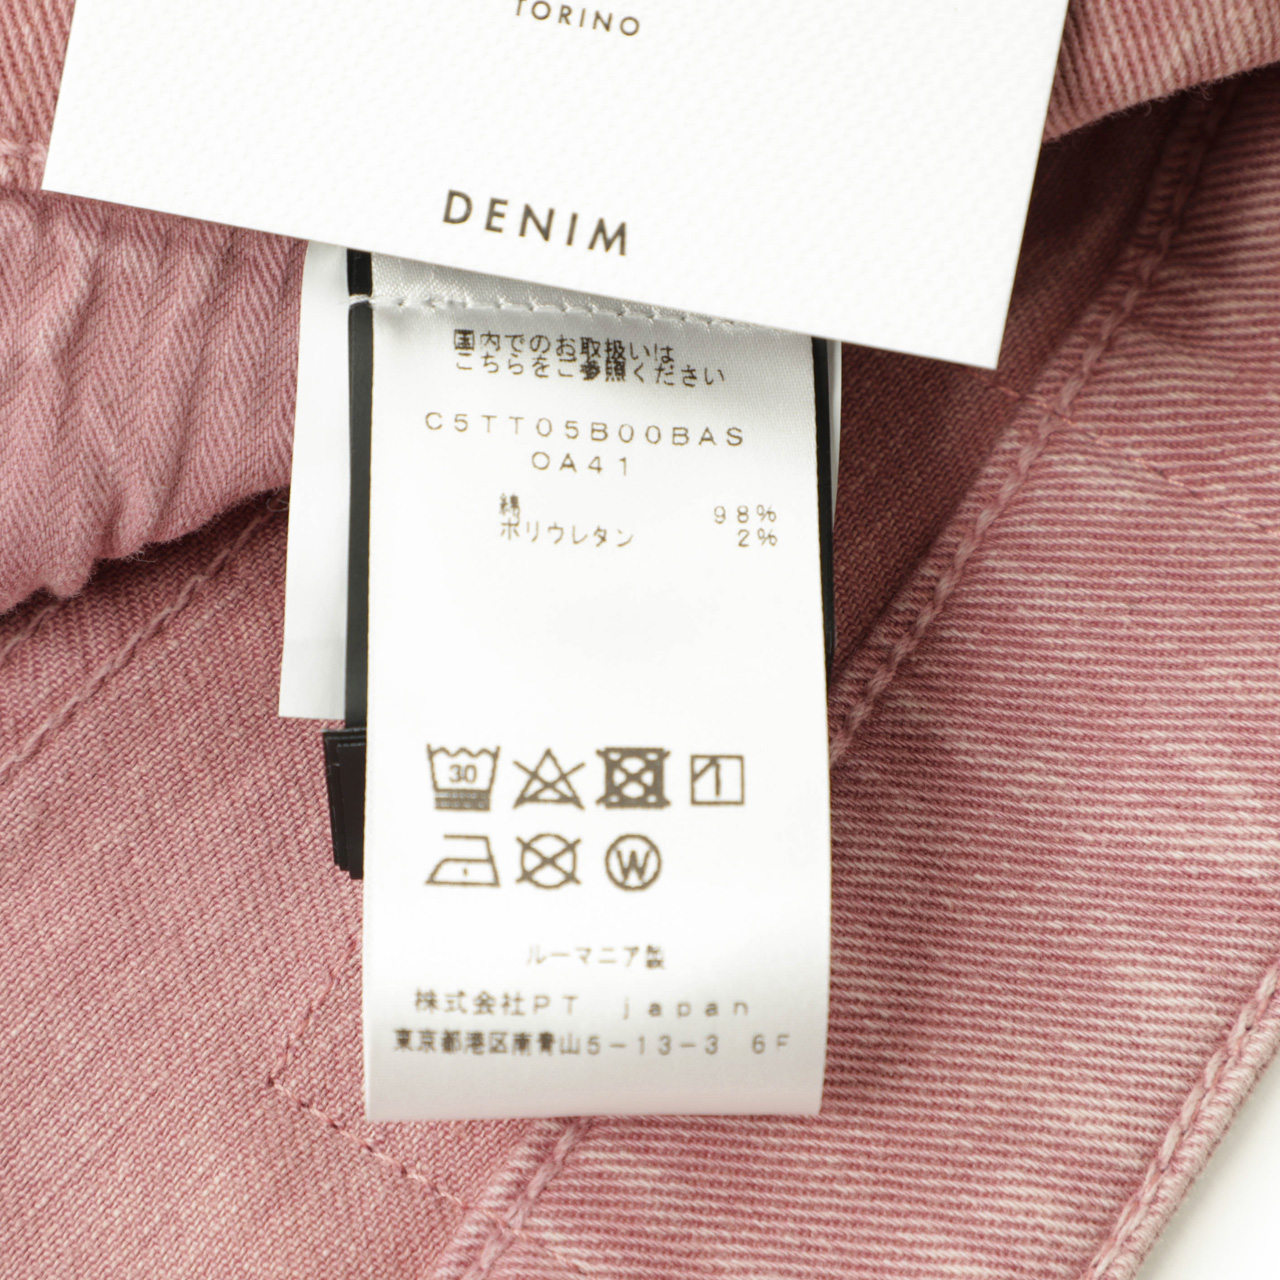 TORINO
DENIM
国内でのお取扱いは
こちらをご参照ください
C5TT05B00BAS
0A41
綿 98%
ポリウレタン 2%
30
1
W
ルーマニア製
株式会社PT japan
東京都港区南青山5-13-3 6F